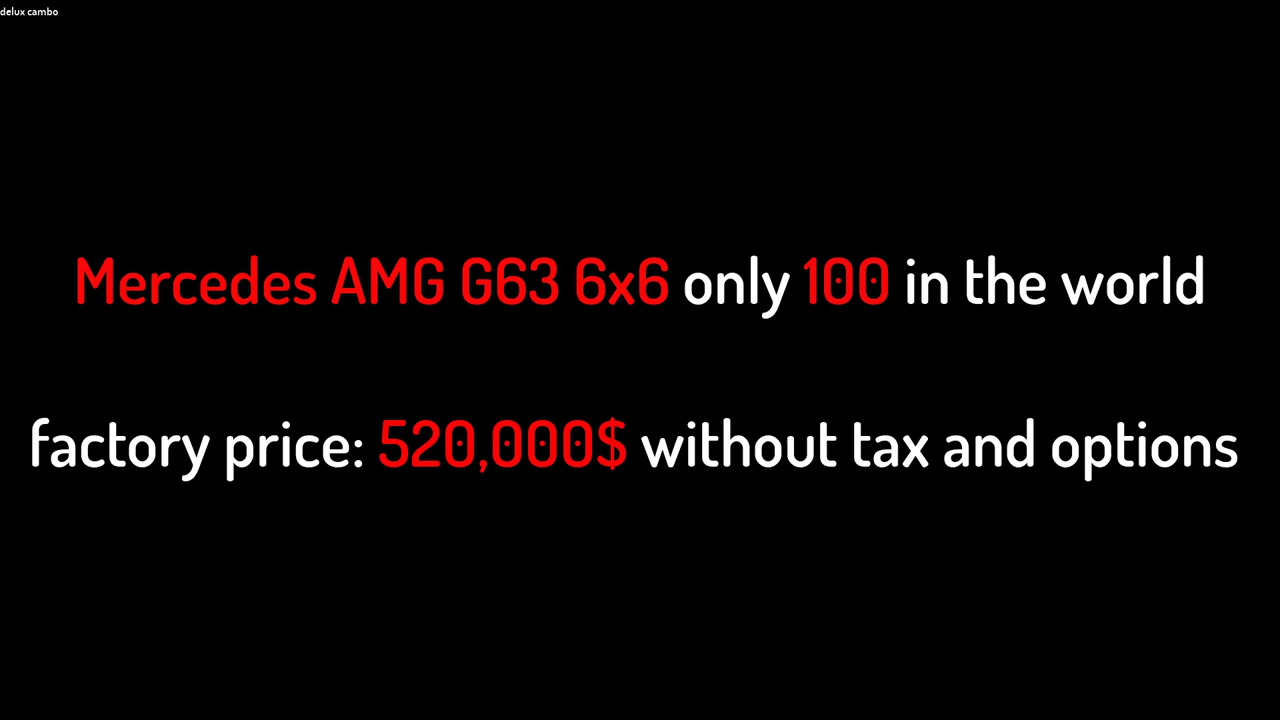 delux cambo
Mercedes AMG G63 6x6 only 100 in the world
factory price: 520,000$ without tax and options